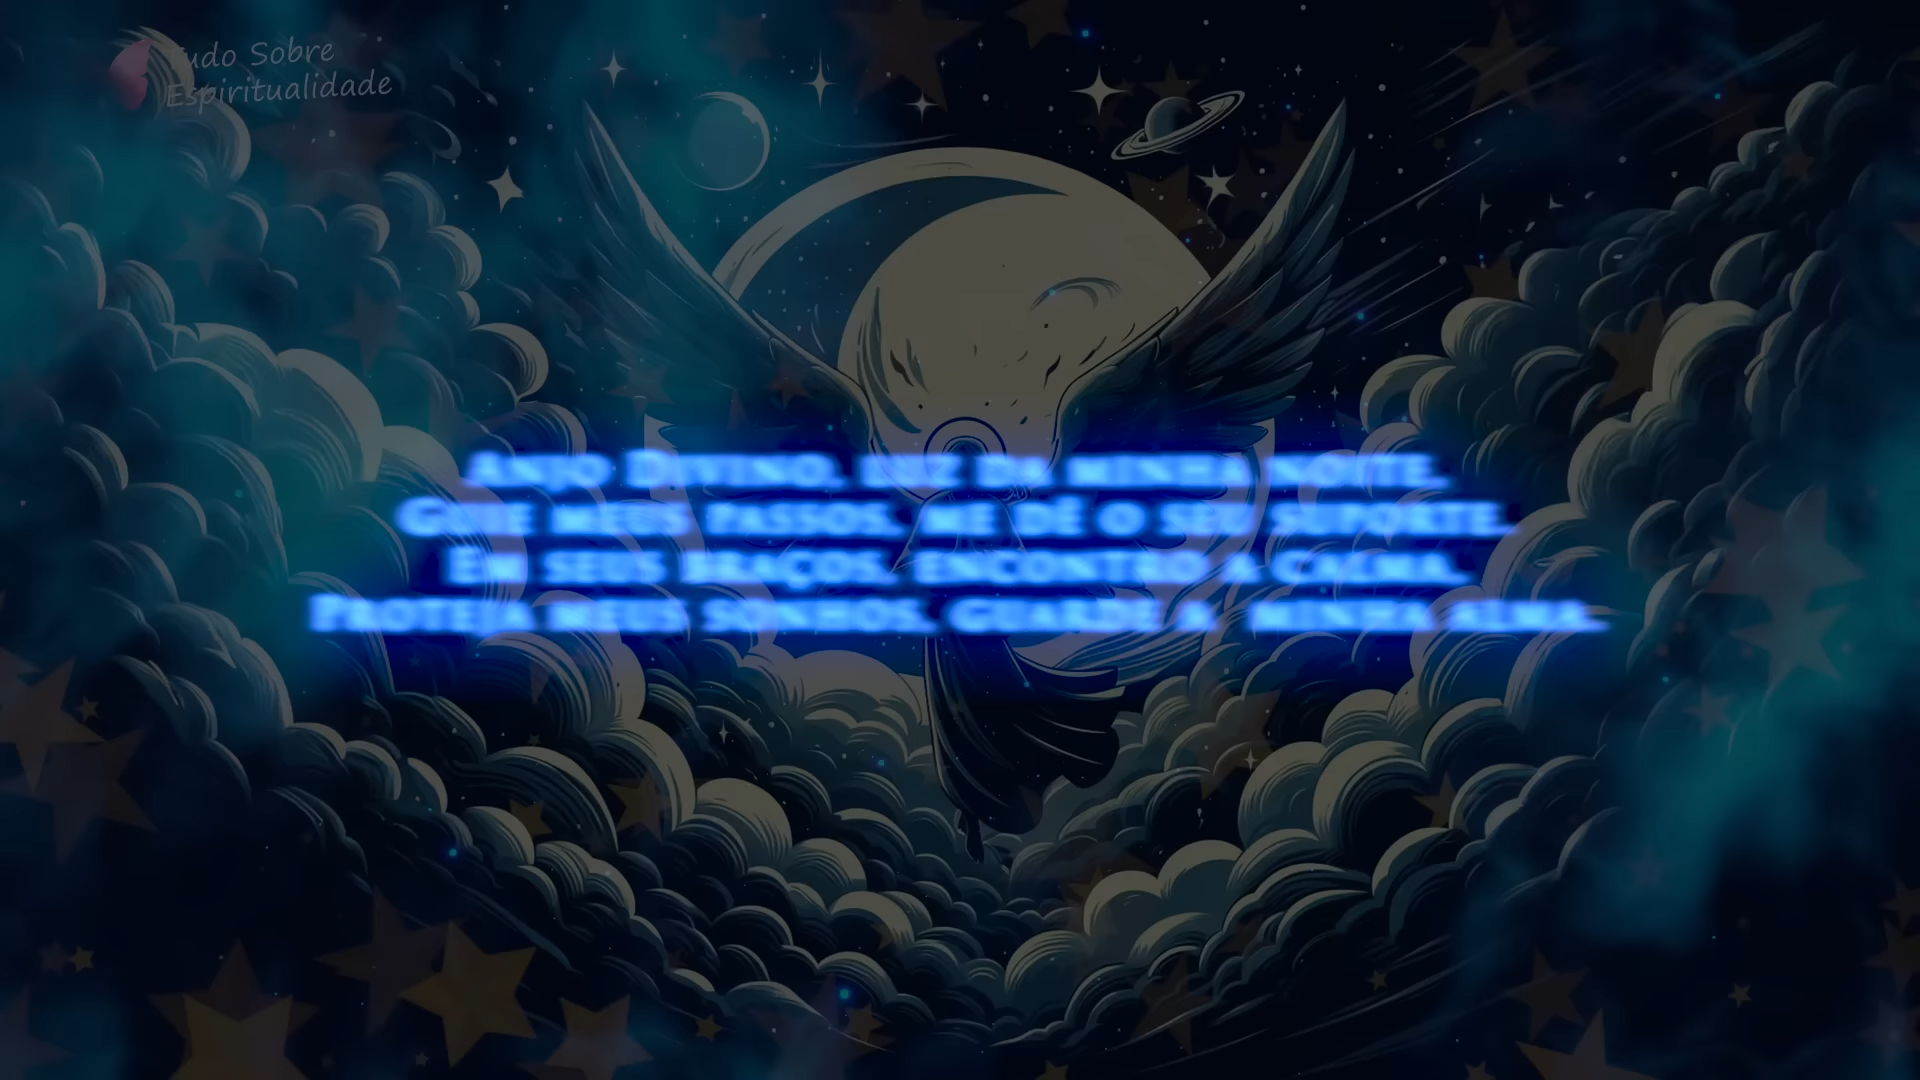 Tudo Sobre
Espiritualidade
Anjo Divino, luz da minha noite,
Guie meus passos, me dê o seu suporte.
Em seus braços, encontro a calma,
Proteja meus sonhos, guarde a minha alma.